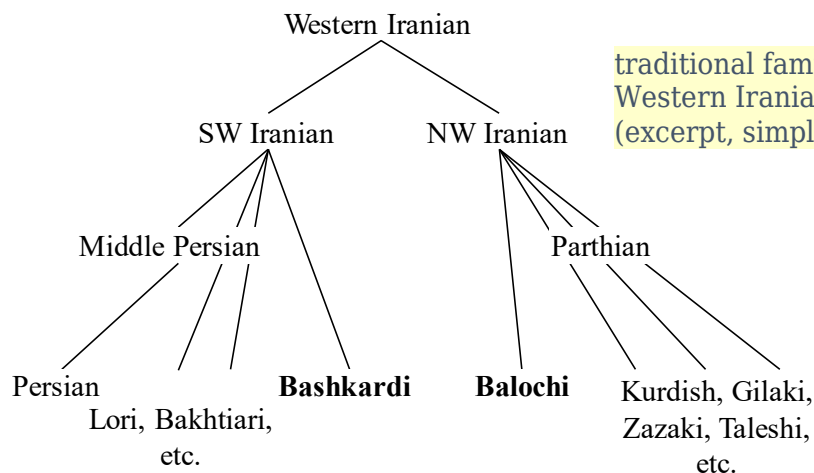 Western Iranian
traditional fam
Western Irania
(excerpt, simpl
SW Iranian
NW Iranian
Middle Persian
Parthian
Persian
Lori, Bakhtiari,
etc.
Bashkardi
Balochi
Kurdish, Gilaki,
Zazaki, Taleshi,
etc.